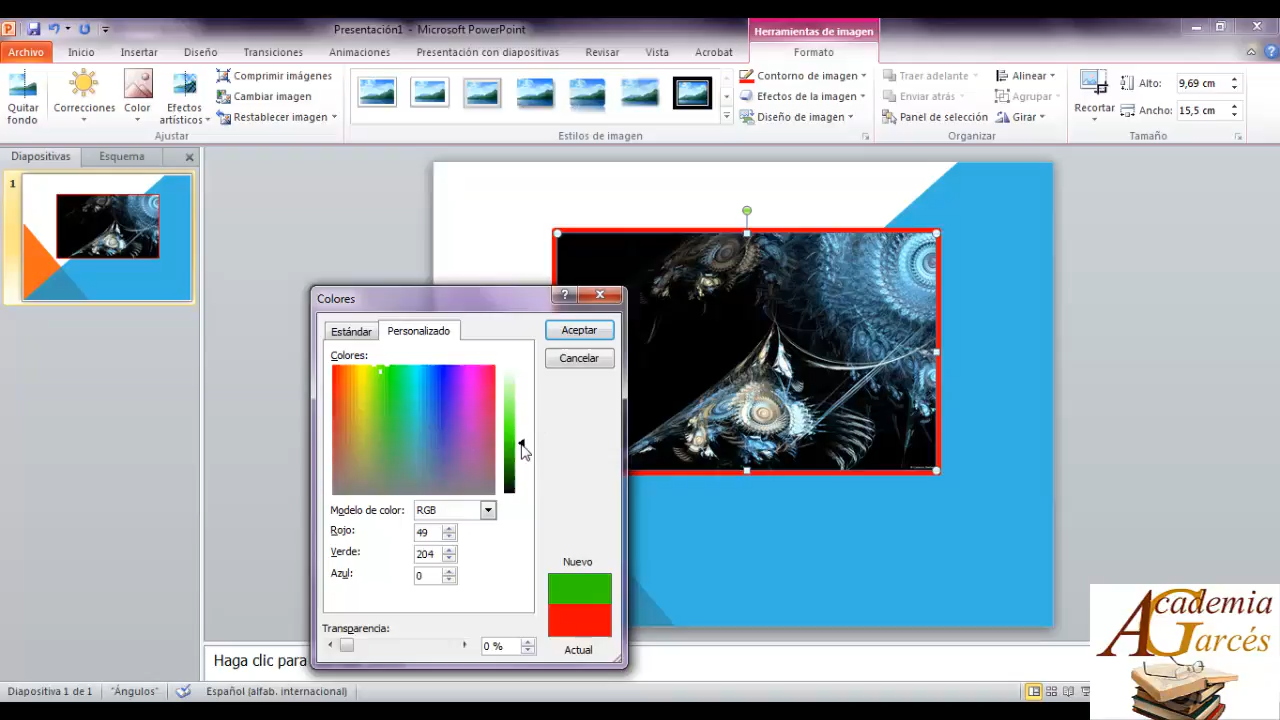 Presentación1 - Microsoft PowerPoint
Herramientas de imagen
Archivo Inicio Insertar Diseño Transiciones Animaciones Presentación con diapositivas Revisar Vista Acrobat Formato
Quitar fondo
Correcciones
Color
Efectos artísticos
Comprimir imágenes
Cambiar imagen
Restablecer imagen
Ajustar
Estilos de imagen
Contorno de imagen
Efectos de la imagen
Diseño de imagen
Traer adelante
Enviar atrás
Panel de selección
Alinear
Agrupar
Girar
Organizar
Recortar
Alto: 9,69 cm
Ancho: 15,5 cm
Tamaño
Diapositivas Esquema
1
Colores
Estándar Personalizado
Aceptar
Cancelar
Colores:
Modelo de color: RGB
Rojo: 49
Verde: 204
Azul: 0
Nuevo
Actual
Transparencia:
0 %
Haga clic para
Diapositiva 1 de 1 "Ángulos" Español (alfab. internacional)
Academia
Garcés